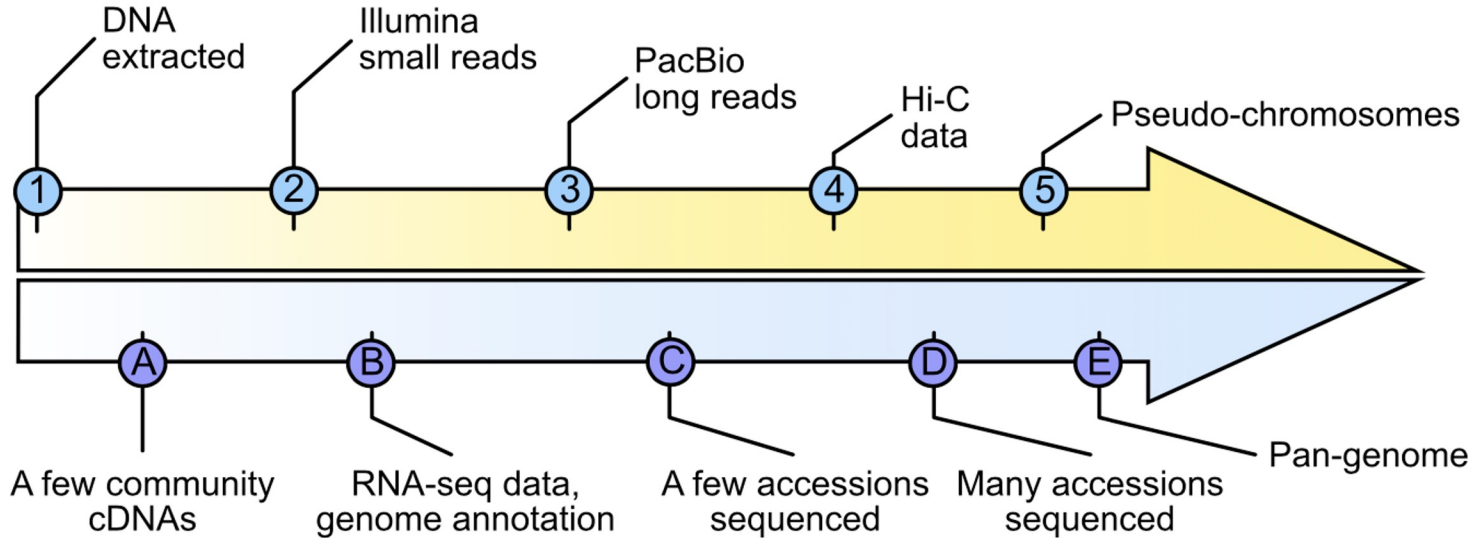 DNA
extracted
Illumina
small reads
PacBio
long reads
Hi-C
data
Pseudo-chromosomes
1
2
3
4
5
A
B
C
D
E
A few community
cDNAs
RNA-seq data,
genome annotation
A few accessions
sequenced
Many accessions
sequenced
Pan-genome